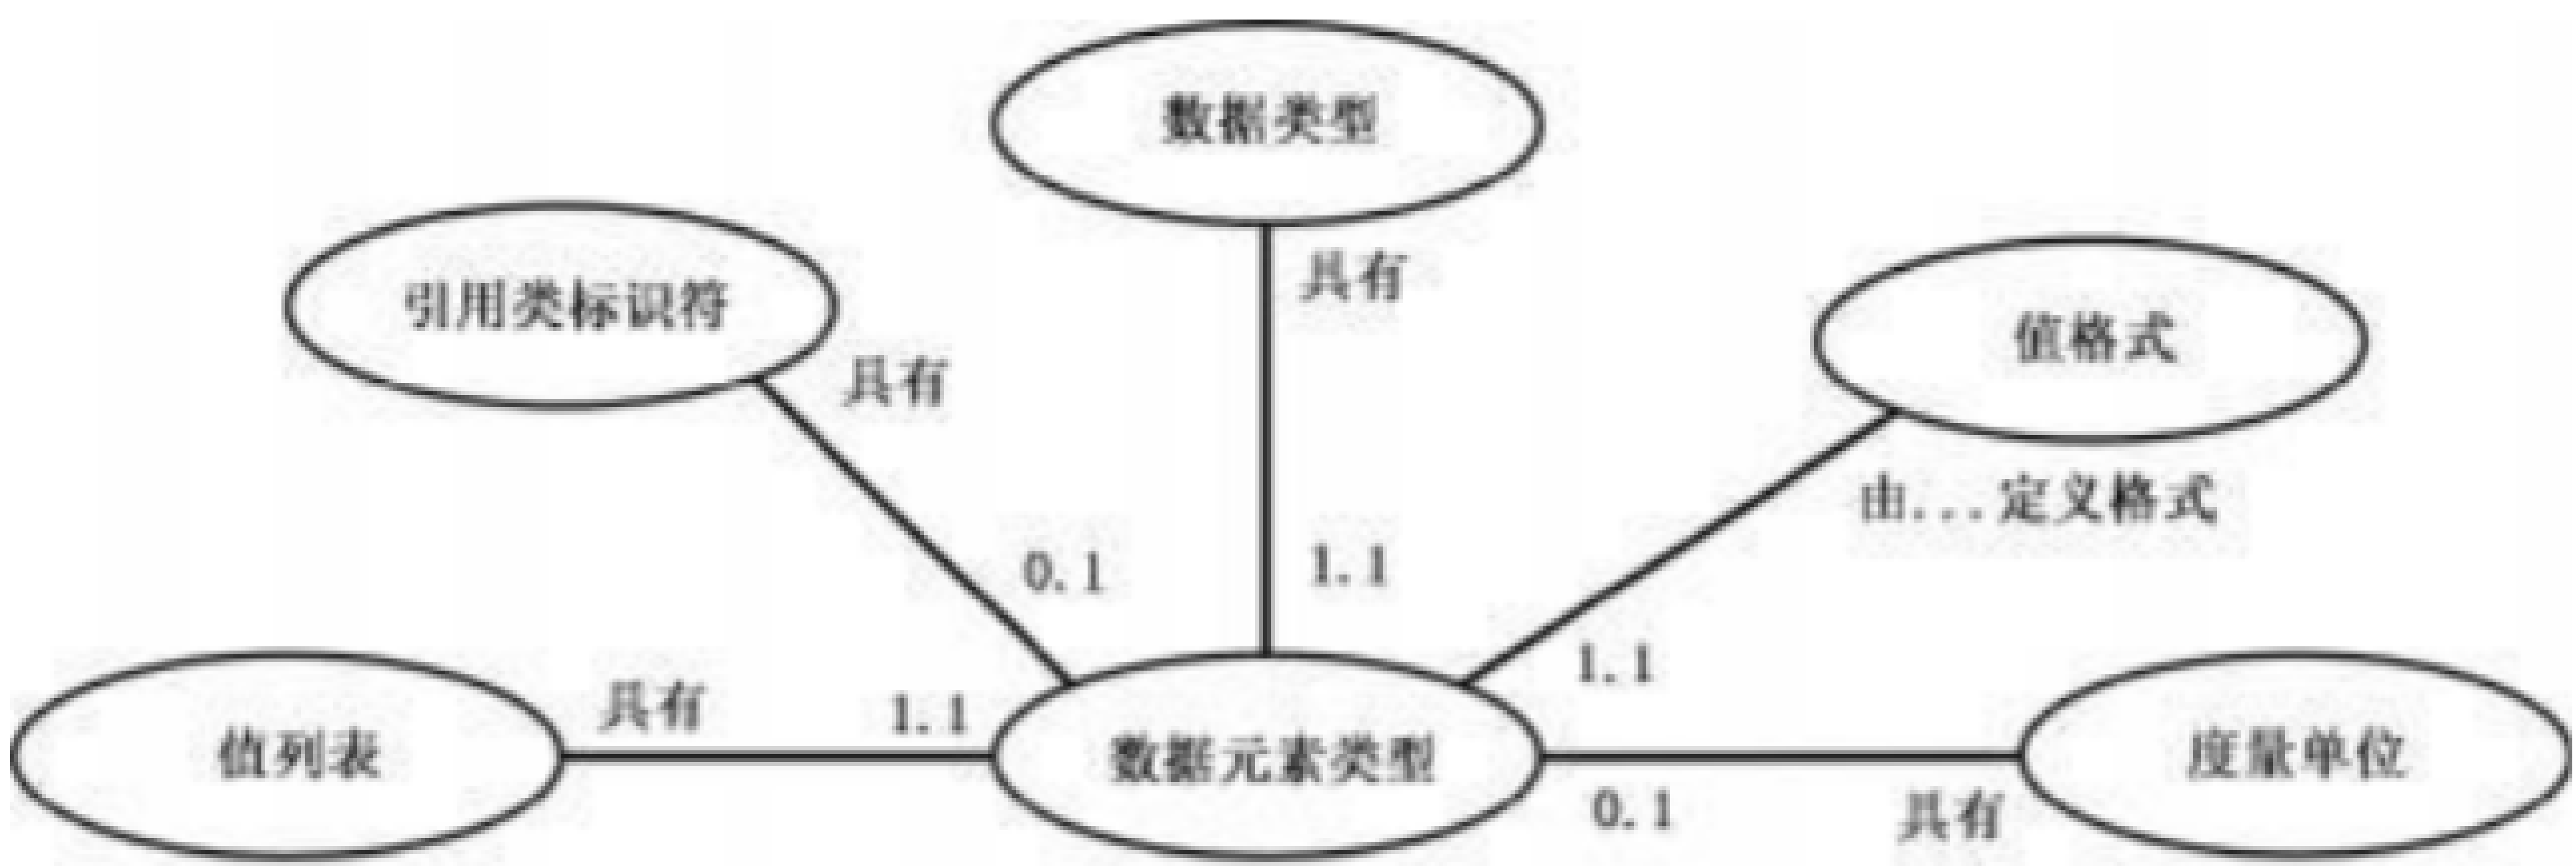 数据类型
具有
引用类标识符
值格式
具有
由...定义格式
0.1
1.1
1.1
具有
1.1
值列表
数据元素类型
度量单位
0.1
具有